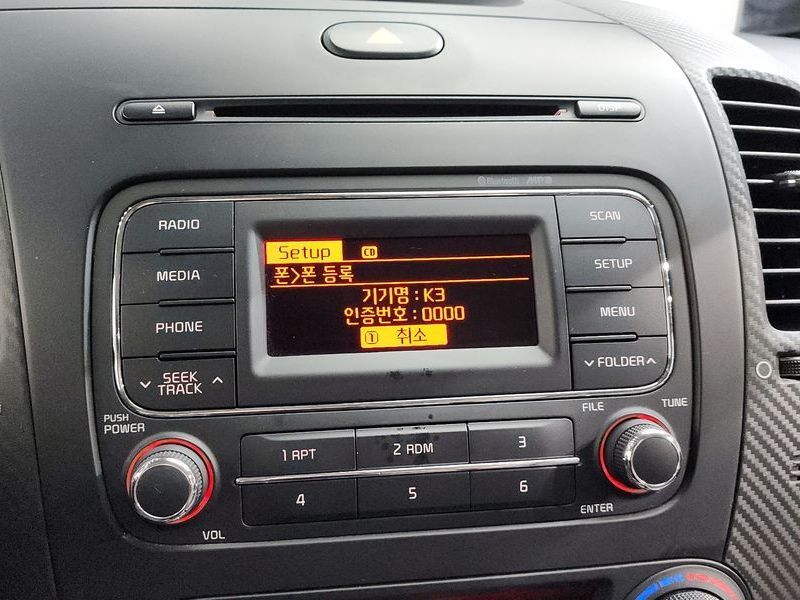 DISP
Bluetooth MP3
RADIO
MEDIA
PHONE
SEEK
TRACK
Setup CD
폰>폰 등록
기기명 : K3
인증번호 : 0000
1 취소
SCAN
SETUP
MENU
FOLDER
PUSH
POWER
VOL
1 RPT
2 RDM
3
4
5
6
FILE
TUNE
ENTER